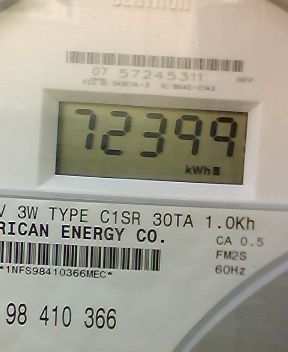 07 57245311
72399
kWh
V 3W TYPE C1SR 30TA 1.0Kh
RICAN ENERGY CO.
CA 0.5
FM2S
*1NFS98410366MEC*
60Hz
98 410 366